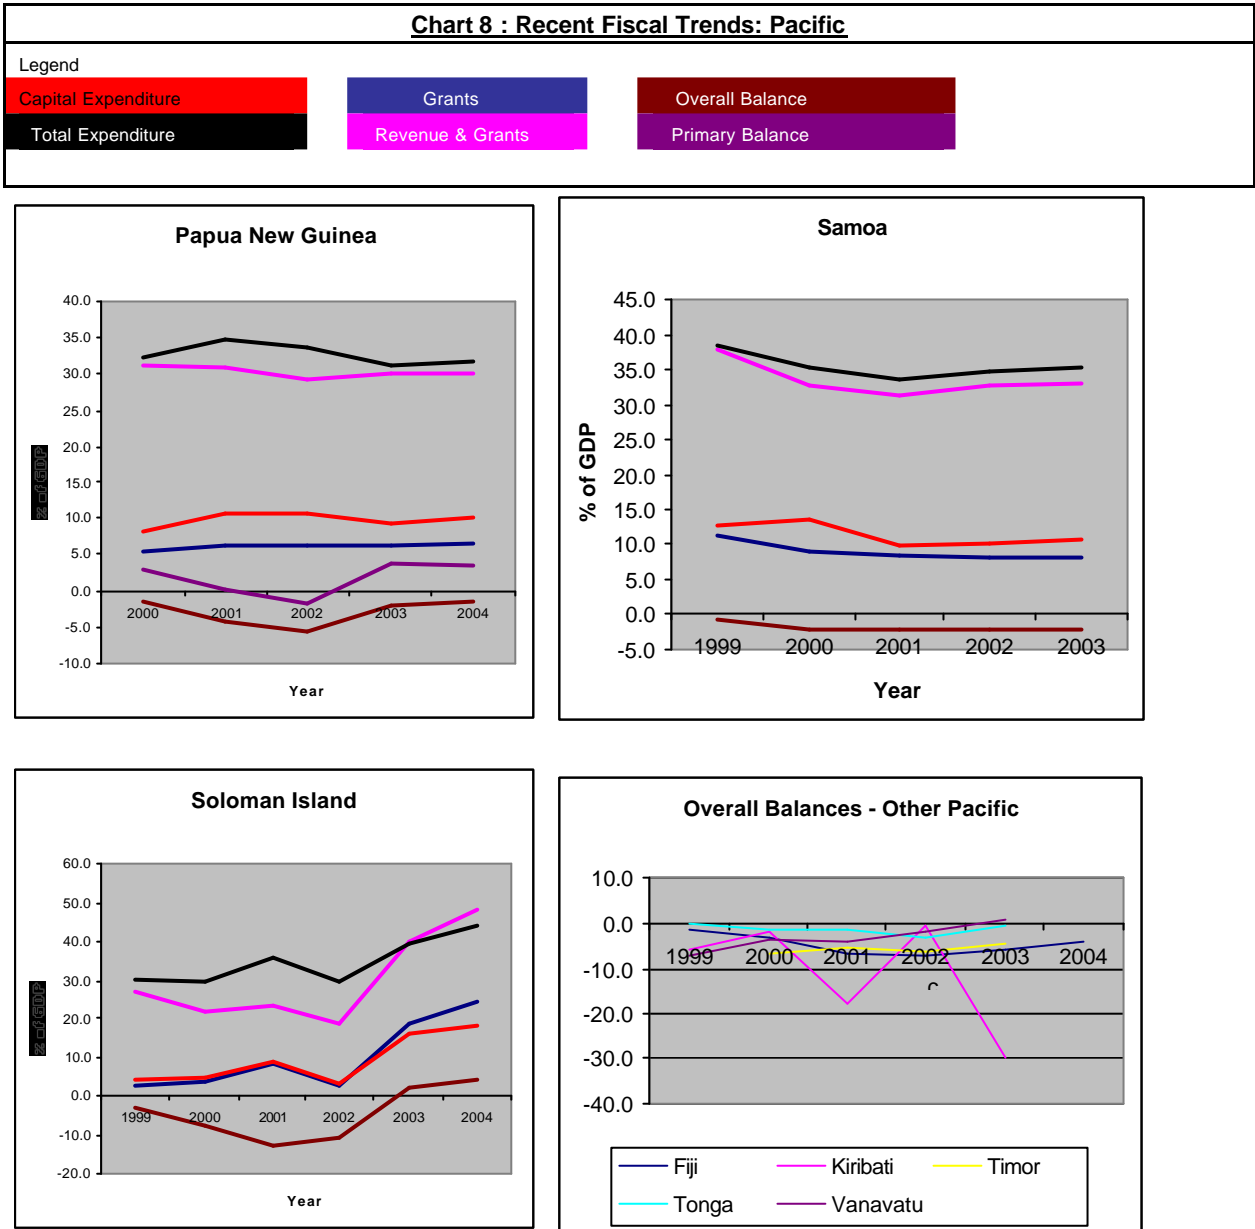 Chart 8 : Recent Fiscal Trends: Pacific
Legend
Capital Expenditure Grants Overall Balance
Total Expenditure Revenue & Grants Primary Balance
Papua New Guinea
40.0
35.0
30.0
25.0
20.0
15.0
10.0
5.0
0.0
-5.0
-10.0
% of GDP
2000 2001 2002 2003 2004
Year
Samoa
45.0
40.0
35.0
30.0
25.0
20.0
15.0
10.0
5.0
0.0
-5.0
% of GDP
1999 2000 2001 2002 2003
Year
Soloman Island
60.0
50.0
40.0
30.0
20.0
10.0
0.0
-10.0
-20.0
% of GDP
1999 2000 2001 2002 2003 2004
Year
Overall Balances - Other Pacific
10.0
0.0
-10.0
-20.0
-30.0
-40.0
1999 2000 2001 2002 2003 2004
Fiji Kiribati Timor
Tonga Vanavatu